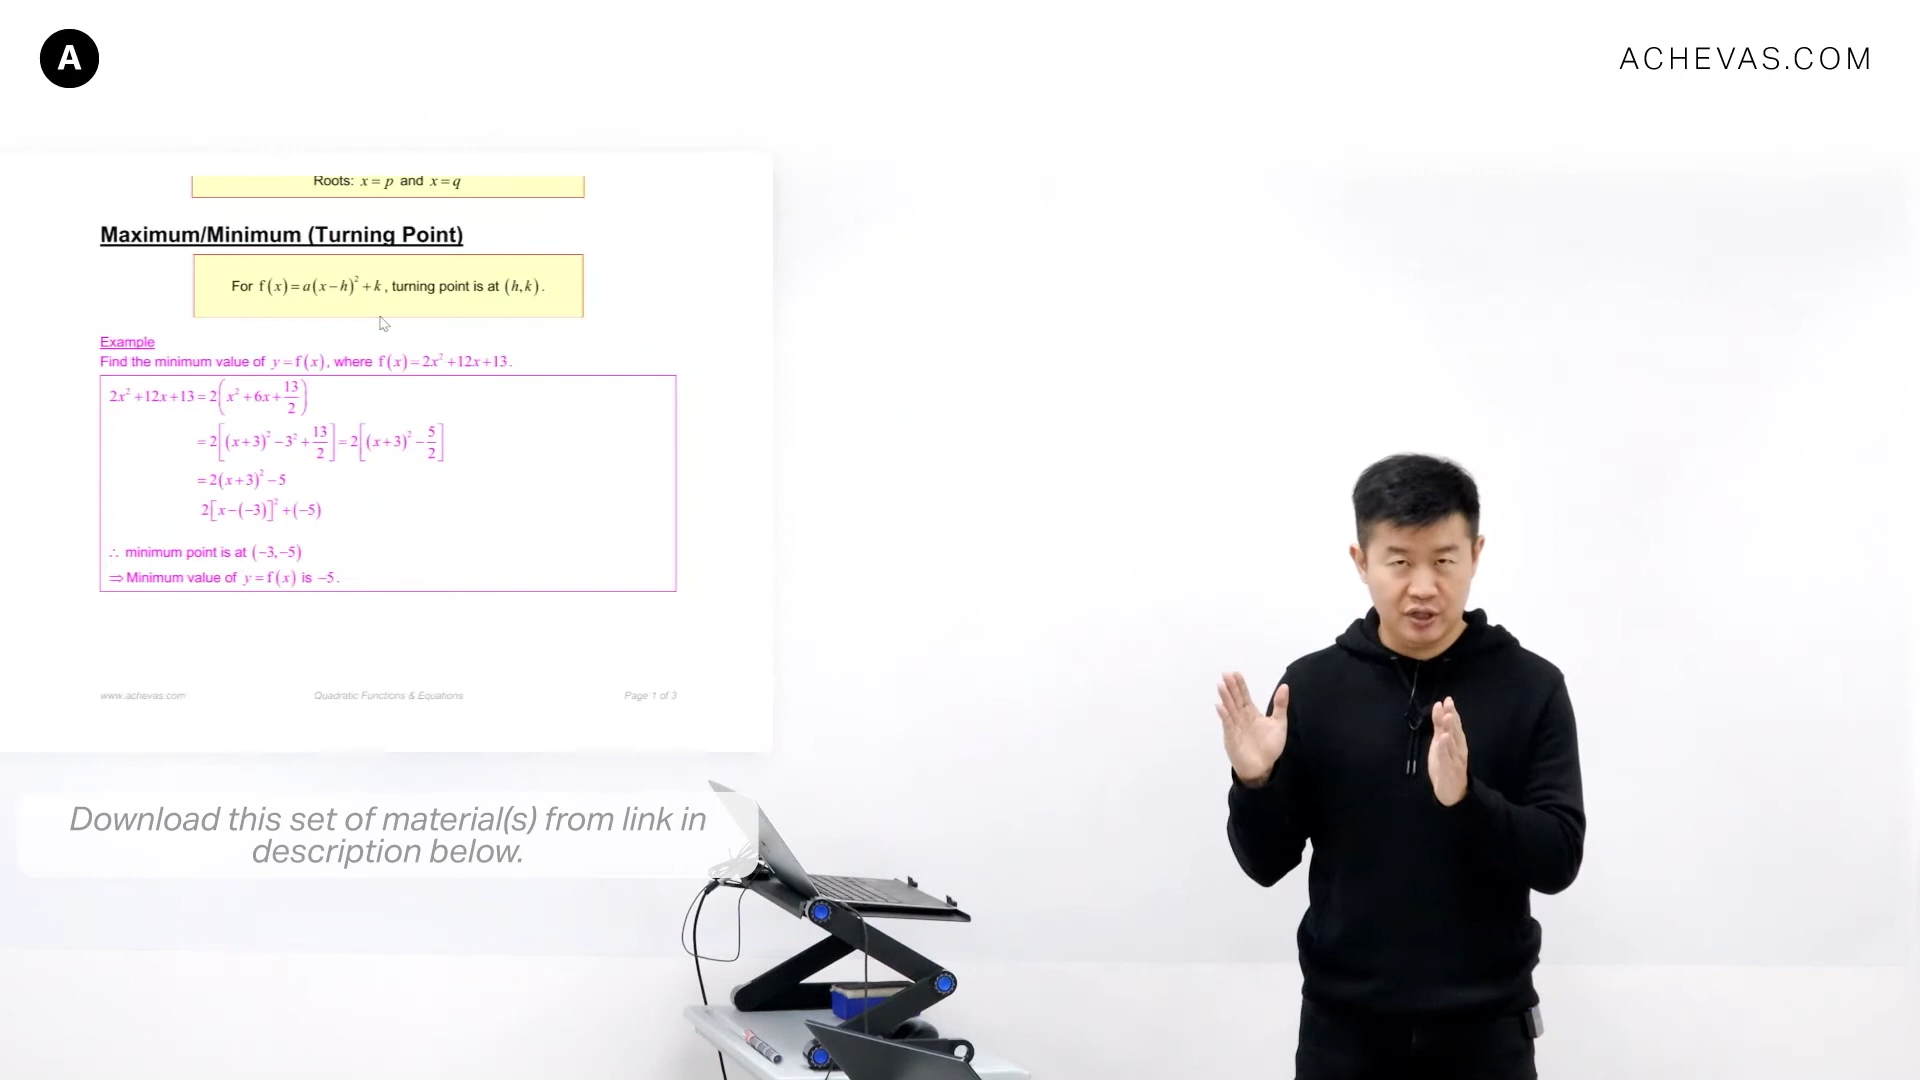 A
ACHEVAS.COM
Roots: x = p and x = q
Maximum/Minimum (Turning Point)
For f(x) = a(x−h)² + k, turning point is at (h,k).
Example
Find the minimum value of y = f(x), where f(x) = 2x² +12x +13.
2x² +12x +13 = 2(x² + 6x + 13/2)
= 2[(x+3)² − 3² + 13/2] = 2[(x+3)² − 5/2]
= 2(x+3)² − 5
2[x−(−3)]² + (−5)
∴ minimum point is at (−3,−5)
⇒ Minimum value of y = f(x) is −5.
www.achevas.com Quadratic Functions & Equations Page 1 of 3
Download this set of material(s) from link in
description below.